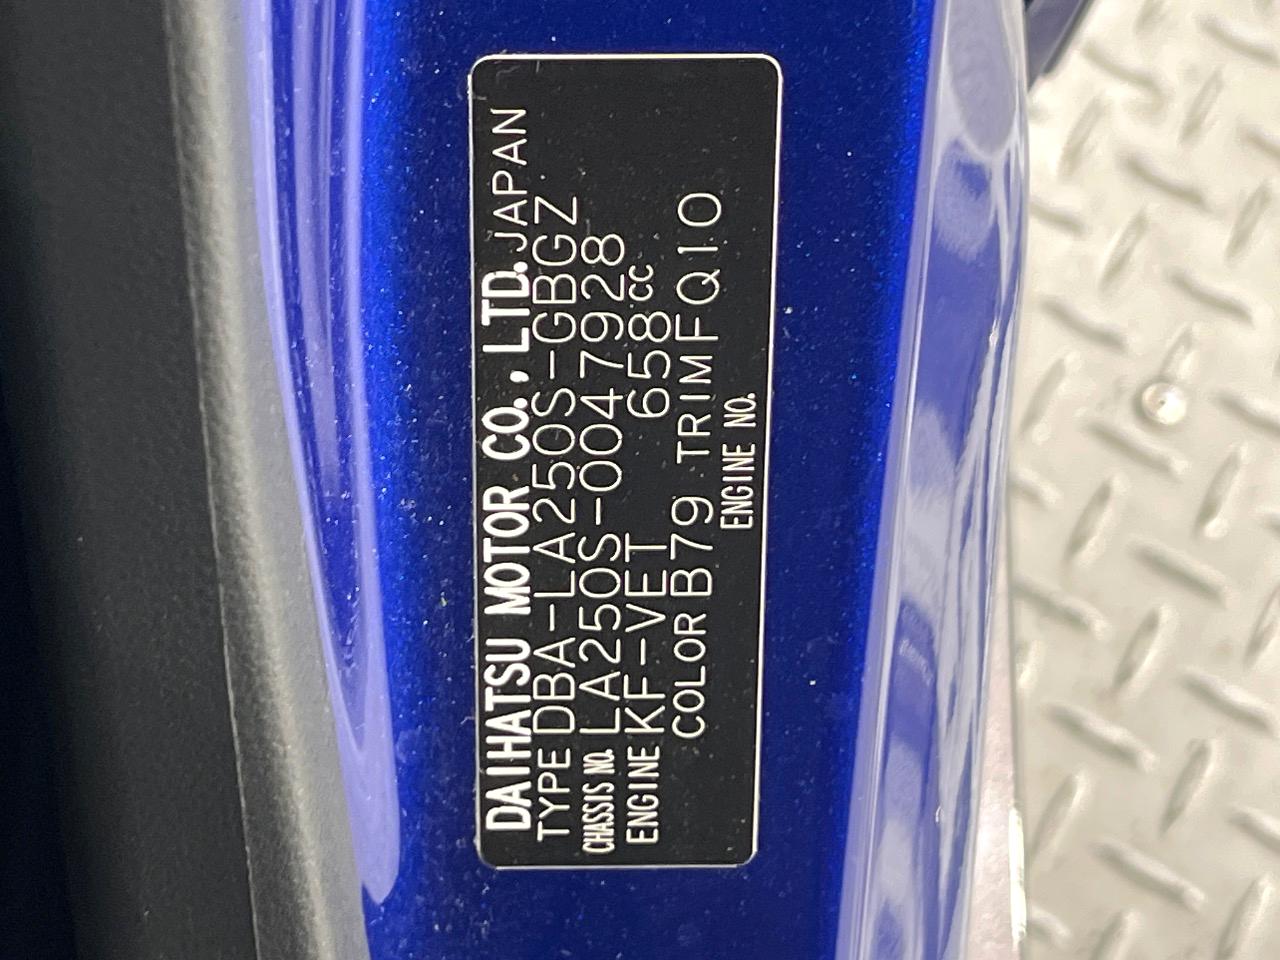 DAIHATSU MOTOR CO., LTD. JAPAN
TYPE DBA-LA250S-GBGZ
CHASSIS NO. LA250S-0047928
ENGINE KF-VET 658cc
COLOR B79 TRIM FQ10
ENGINE NO.